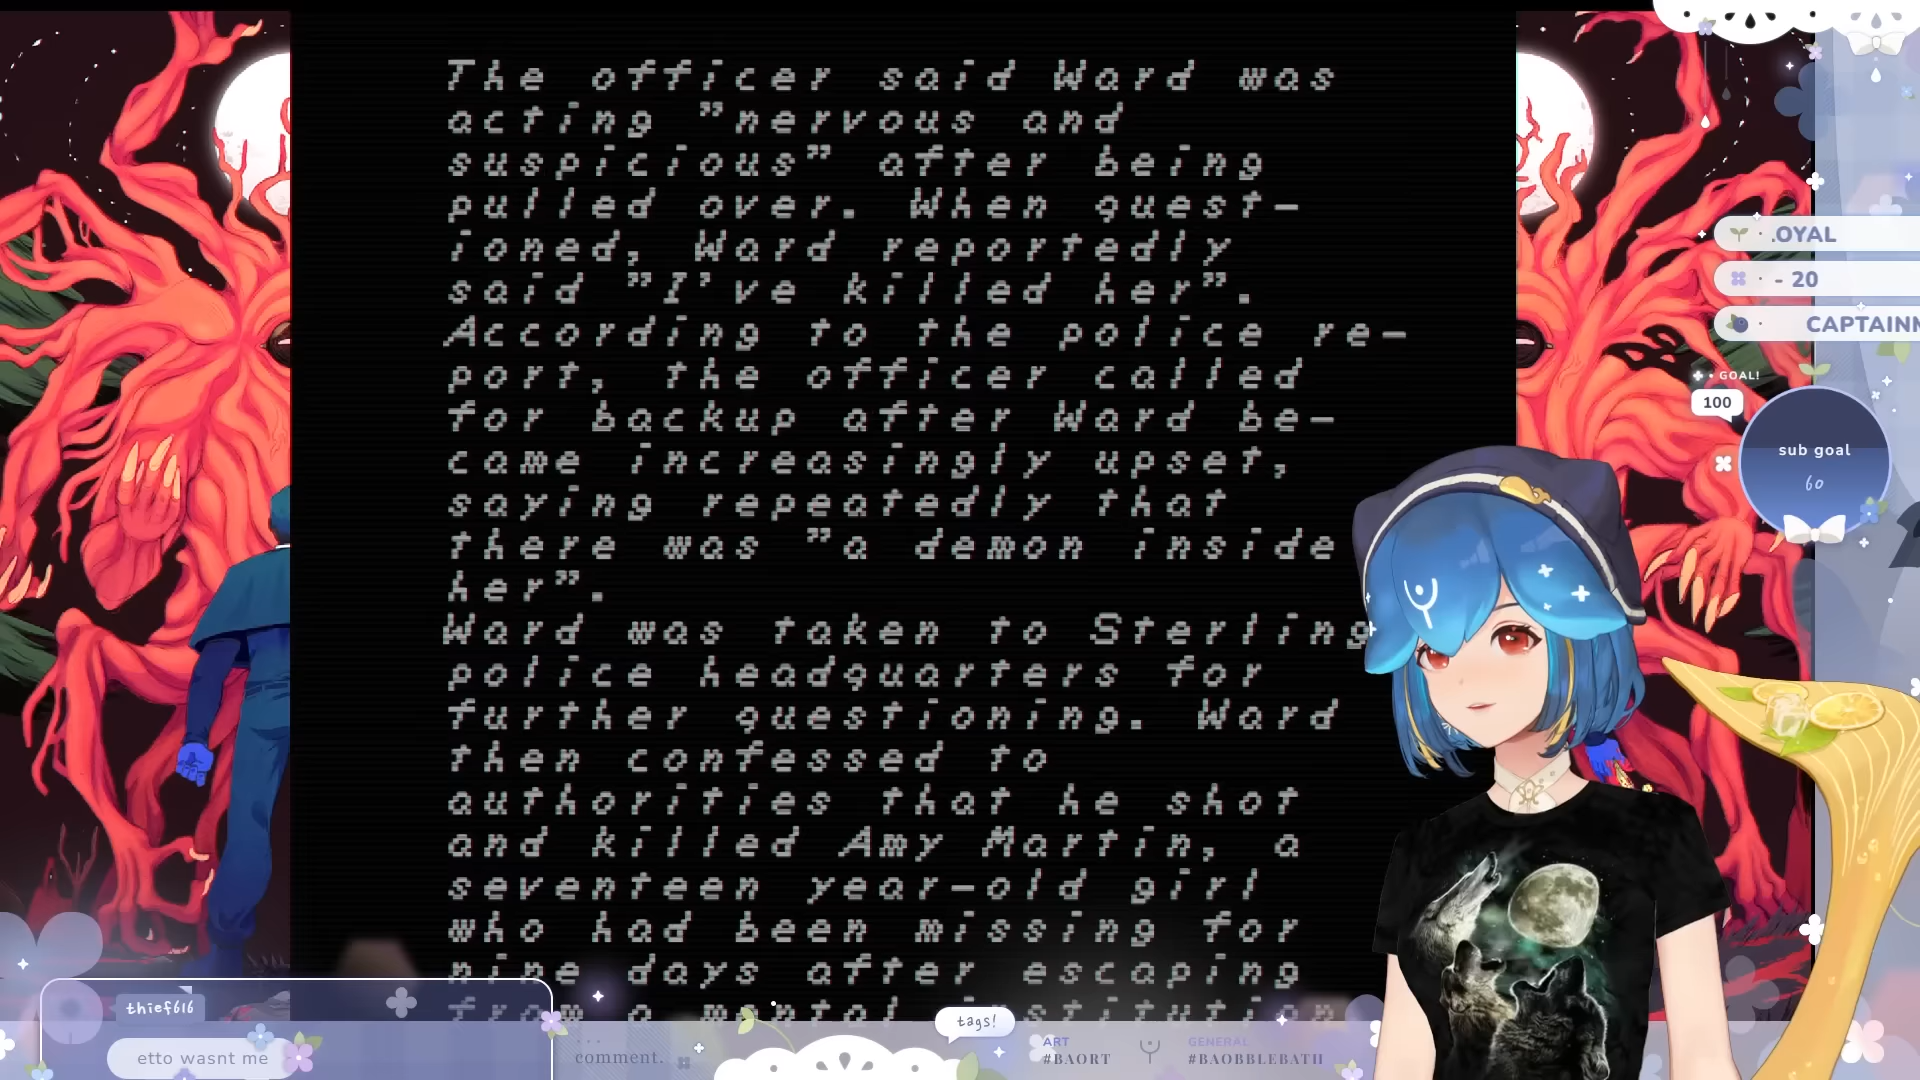 The officer said Ward was
acting "nervous and
suspicious" after being
pulled over. When quest-
ioned, Ward reportedly
said "I've killed her".
According to the police re-
port, the officer called
for backup after Ward be-
came increasingly upset,
saying repeatedly that
there was "a demon inside
her".
Ward was taken to Sterling
police headquarters for
further questioning. Ward
then confessed to
authorities that he shot
and killed Amy Martin, a
seventeen year-old girl
who had been missing for
nine days after escaping
from a mental institution
.OYAL
- 20
CAPTAINM
GOAL!
100
sub goal
60
thief616
etto wasnt me
comment.
tags!
ART
#BAORT
GENERAL
#BAOBBLEBATH